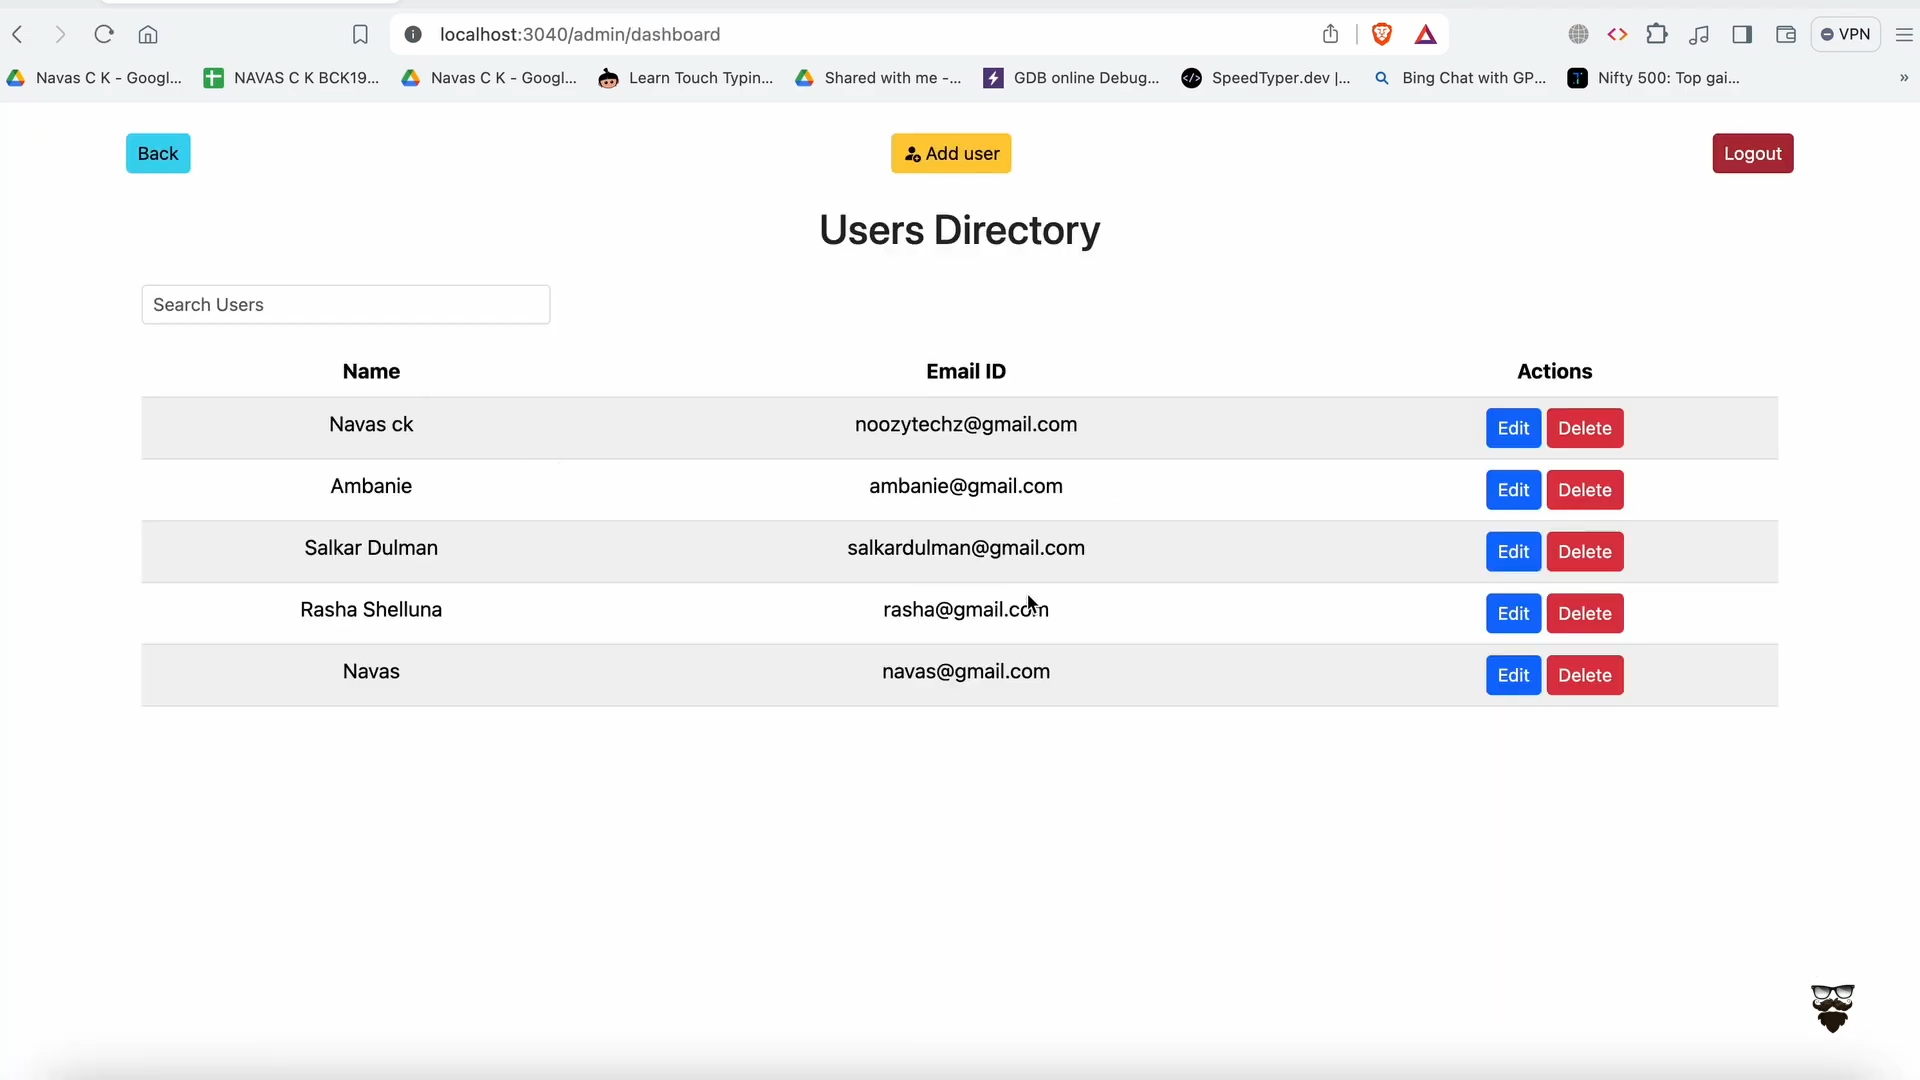 localhost:3040/admin/dashboard
VPN
Navas C K - Googl... NAVAS C K BCK19... Navas C K - Googl... Learn Touch Typin... Shared with me -... GDB online Debug... SpeedTyper.dev |... Bing Chat with GP... Nifty 500: Top gai... »
Back
Add user
Logout
Users Directory
Search Users
Name Email ID Actions
Navas ck noozytechz@gmail.com Edit Delete
Ambanie ambanie@gmail.com Edit Delete
Salkar Dulman salkardulman@gmail.com Edit Delete
Rasha Shelluna rasha@gmail.com Edit Delete
Navas navas@gmail.com Edit Delete